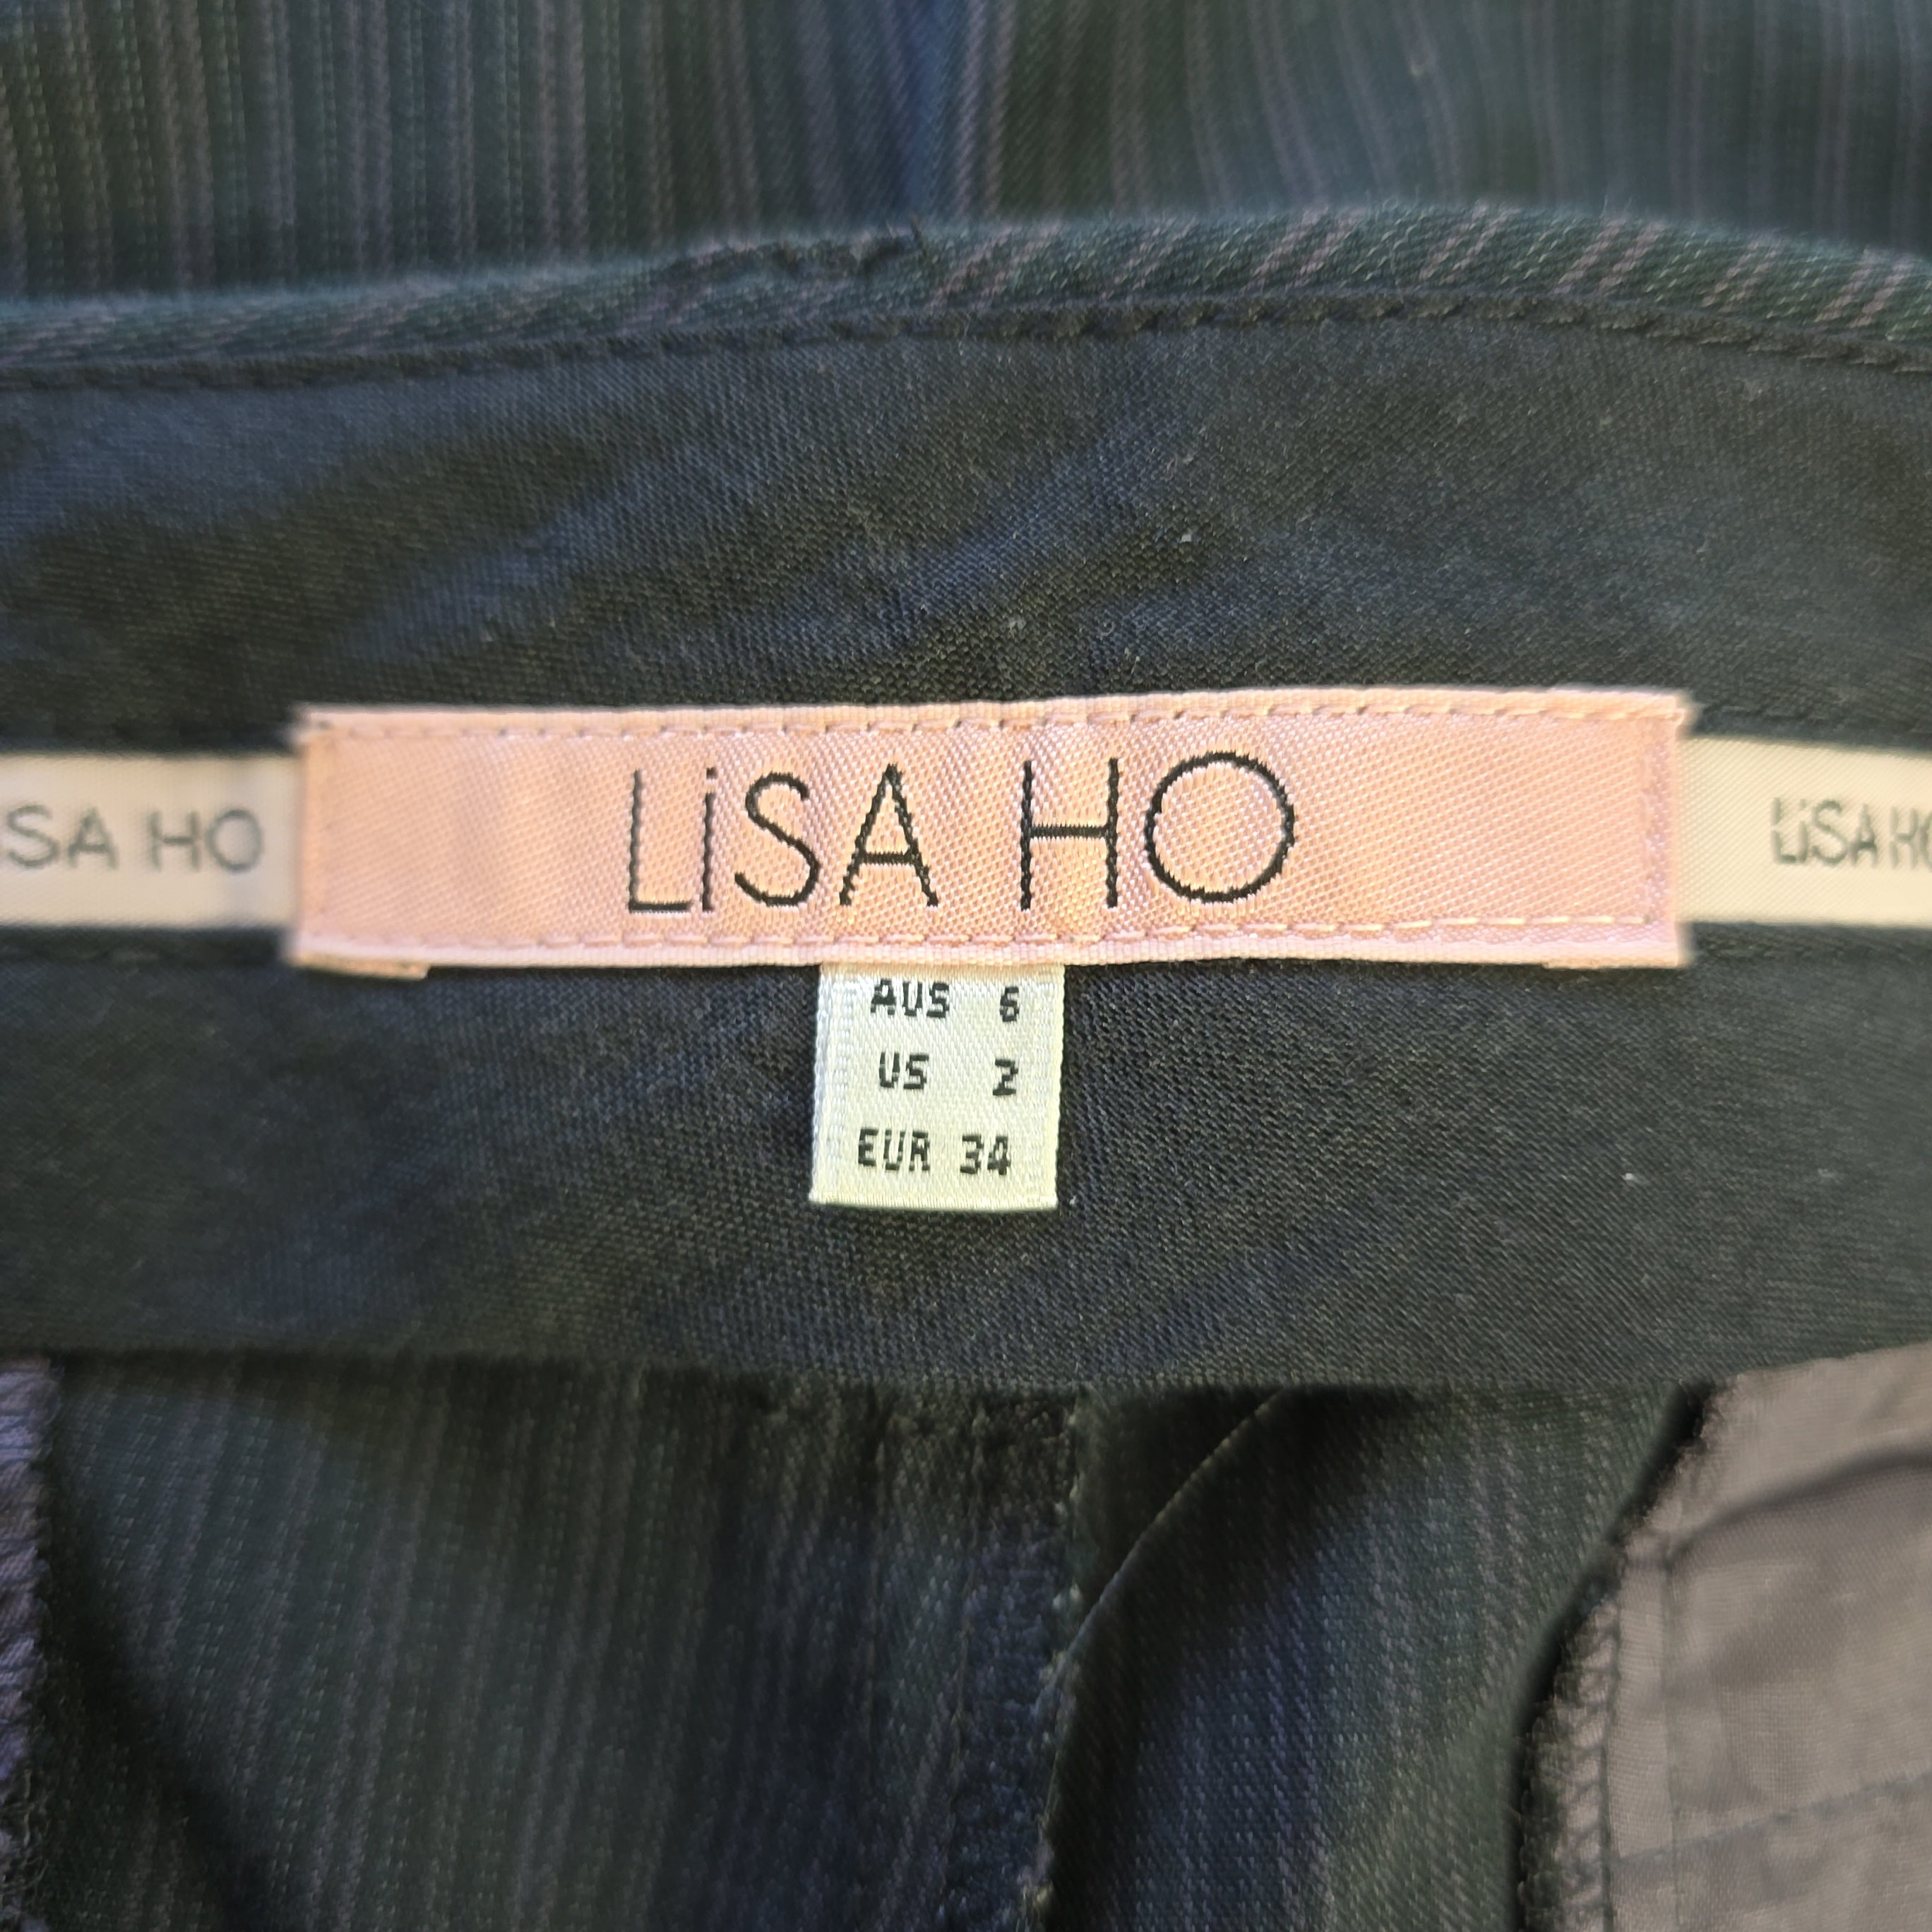 iSA HO
LiSA HO
LiSA HO
AUS 6
US 2
EUR 34